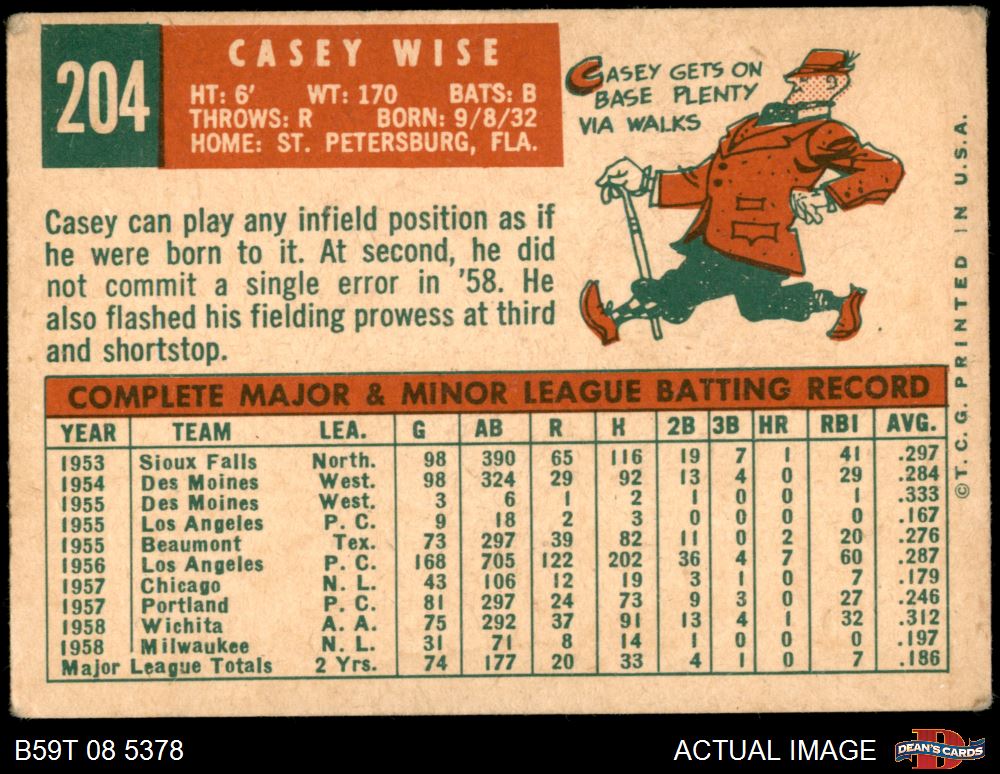 204
CASEY WISE
HT: 6' WT: 170 BATS: B
THROWS: R BORN: 9/8/32
HOME: ST. PETERSBURG, FLA.
CASEY GETS ON
BASE PLENTY
VIA WALKS
Casey can play any infield position as if
he were born to it. At second, he did
not commit a single error in '58. He
also flashed his fielding prowess at third
and shortstop.
COMPLETE MAJOR & MINOR LEAGUE BATTING RECORD
YEAR TEAM LEA. G AB R H 2B 3B HR RBI AVG.
1953 Sioux Falls North. 98 390 65 116 19 7 1 41 .297
1954 Des Moines West. 98 324 29 92 13 4 0 29 .284
1955 Des Moines West. 3 6 1 2 1 0 0 1 .333
1955 Los Angeles P. C. 9 18 2 3 0 0 0 0 .167
1955 Beaumont Tex. 73 297 39 82 11 0 2 20 .276
1956 Los Angeles P. C. 168 705 122 202 36 4 7 60 .287
1957 Chicago N. L. 43 106 12 19 3 1 0 7 .179
1957 Portland P. C. 81 297 24 73 9 3 0 27 .246
1958 Wichita A. A. 75 292 37 91 13 4 1 32 .312
1958 Milwaukee N. L. 31 71 8 14 1 0 0 0 .197
Major League Totals 2 Yrs. 74 177 20 33 4 1 0 7 .186
© T. C. G. PRINTED IN U.S.A.
B59T 08 5378
ACTUAL IMAGE
D
DEAN'S CARDS